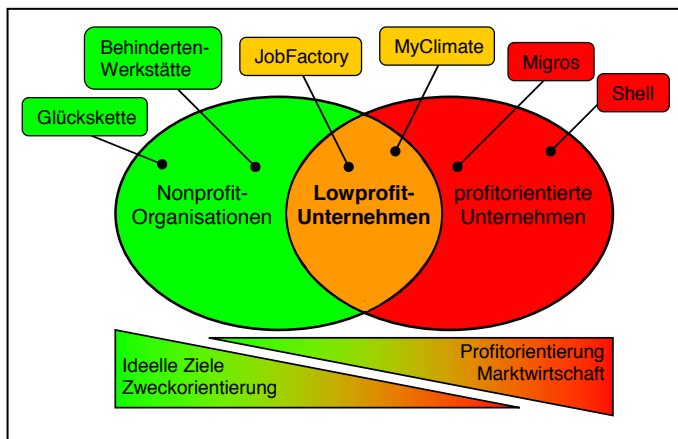 Behinderten-
Werkstätte
JobFactory
MyClimate
Migros
Shell
Glückskette
Nonprofit-
Organisationen
Lowprofit-
Unternehmen
profitorientierte
Unternehmen
Ideelle Ziele
Zweckorientierung
Profitorientierung
Marktwirtschaft